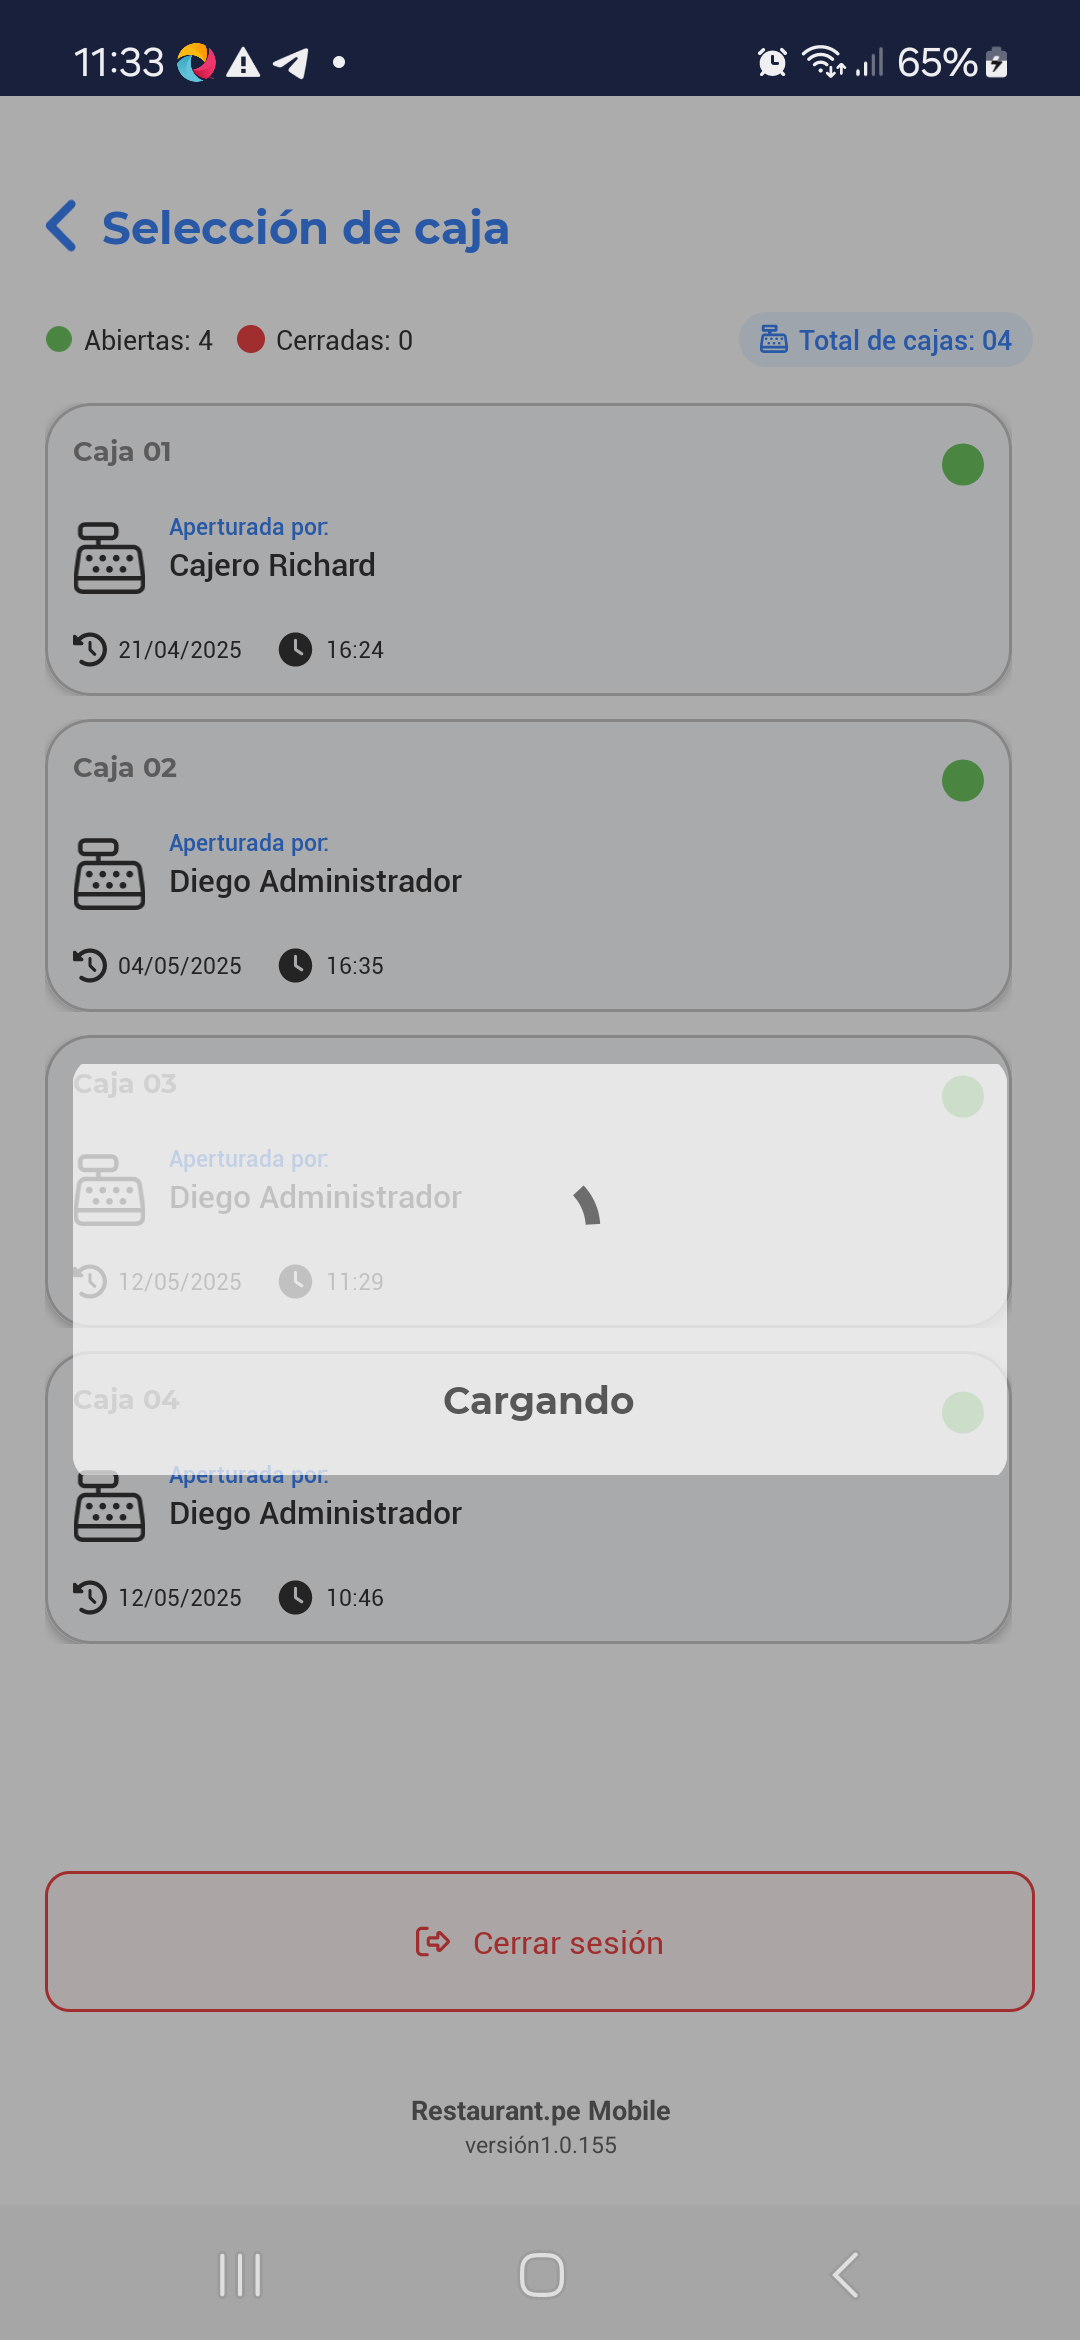 11:33
65%
Selección de caja
Abiertas: 4 Cerradas: 0
Total de cajas: 04
Caja 01
Aperturada por:
Cajero Richard
21/04/2025 16:24
Caja 02
Aperturada por:
Diego Administrador
04/05/2025 16:35
Caja 03
Aperturada por:
Diego Administrador
12/05/2025 11:29
Caja 04
Cargando
Aperturada por:
Diego Administrador
12/05/2025 10:46
Cerrar sesión
Restaurant.pe Mobile
versión1.0.155